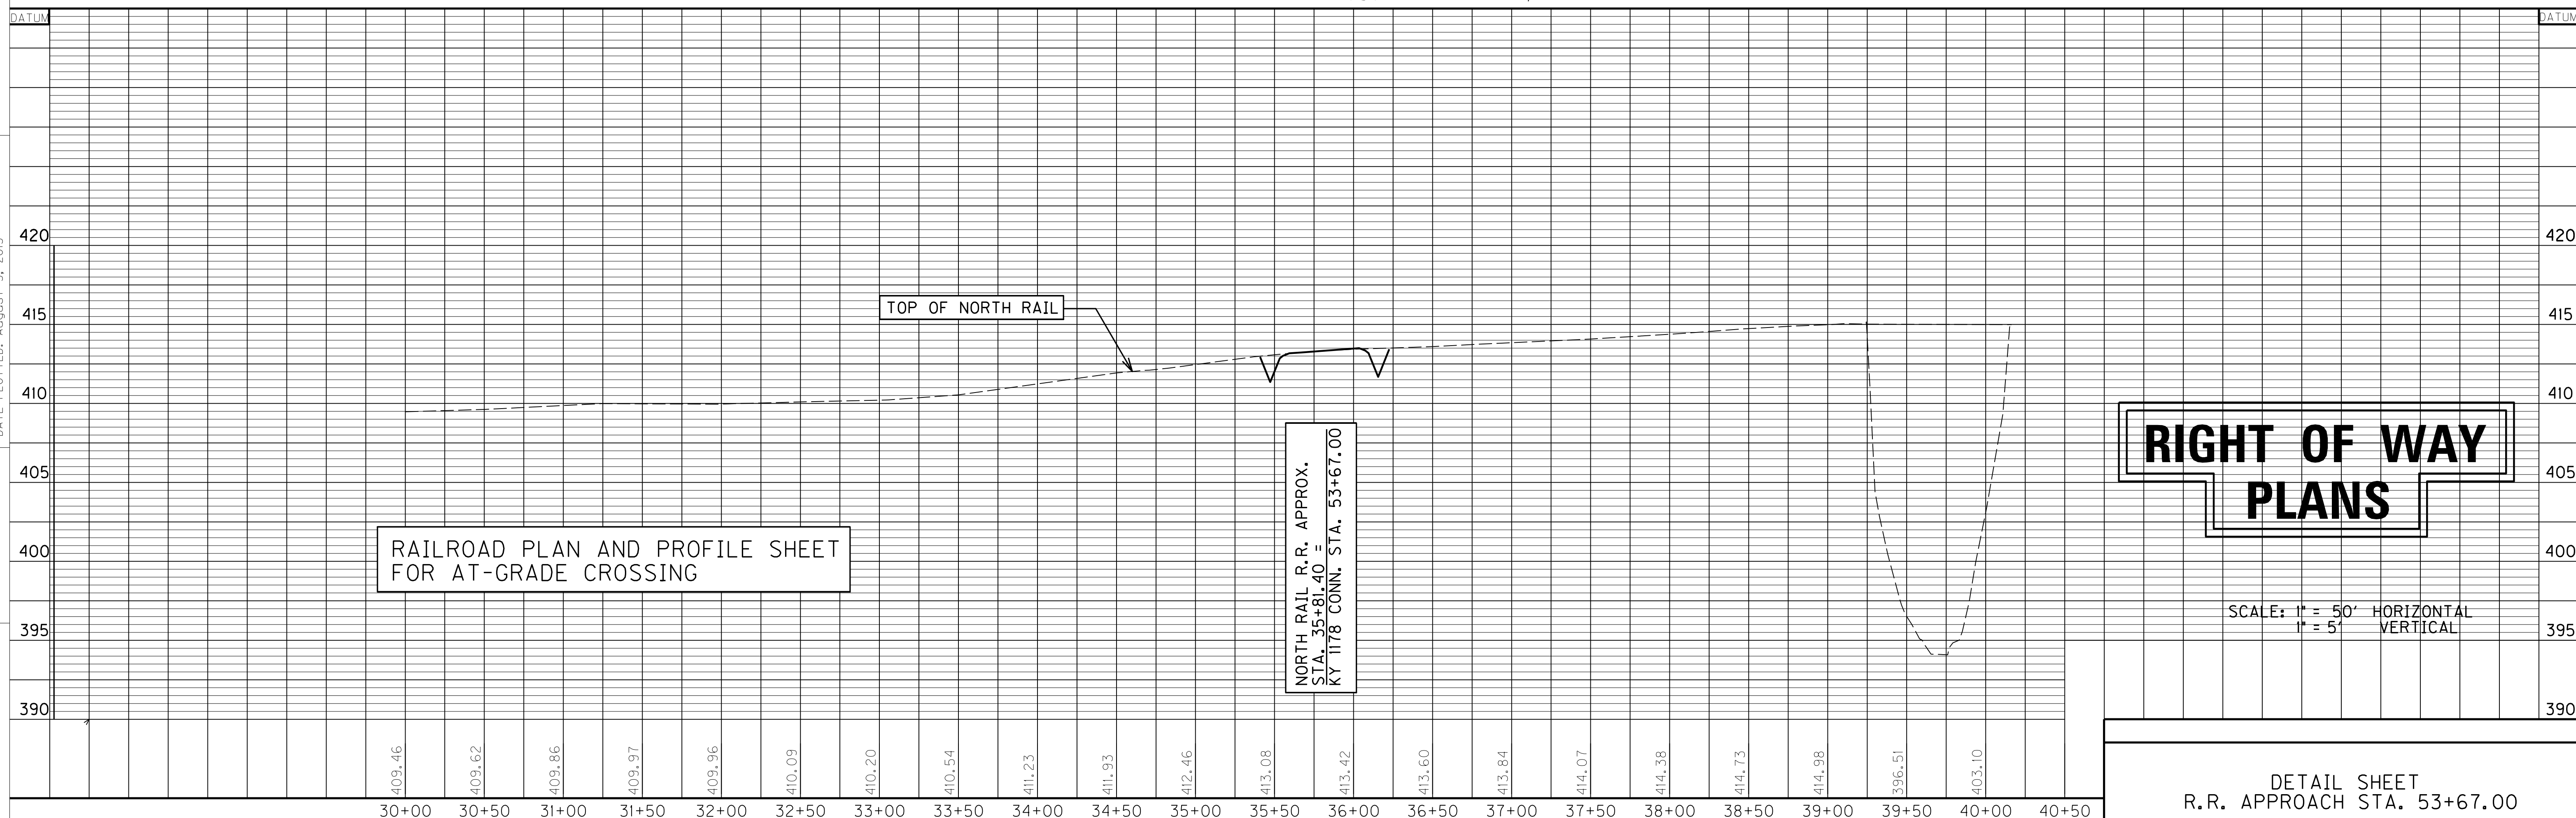 DATUM
DATUM
420
420
415
TOP OF NORTH RAIL
415
410
410
RIGHT OF WAY
PLANS
405
405
NORTH RAIL R.R. APPROX.
STA. 35+81.40 =
KY 1178 CONN. STA. 53+67.00
400
400
RAILROAD PLAN AND PROFILE SHEET
FOR AT-GRADE CROSSING
SCALE: 1" = 50' HORIZONTAL
1" = 5' VERTICAL
395
395
390
390
409.46 409.62 409.86 409.97 409.96 410.09 410.20 410.54 411.23 411.93 412.46 413.08 413.42 413.60 413.84 414.07 414.38 414.73 414.98 396.51 403.10
30+00 30+50 31+00 31+50 32+00 32+50 33+00 33+50 34+00 34+50 35+00 35+50 36+00 36+50 37+00 37+50 38+00 38+50 39+00 39+50 40+00 40+50
DETAIL SHEET
R.R. APPROACH STA. 53+67.00